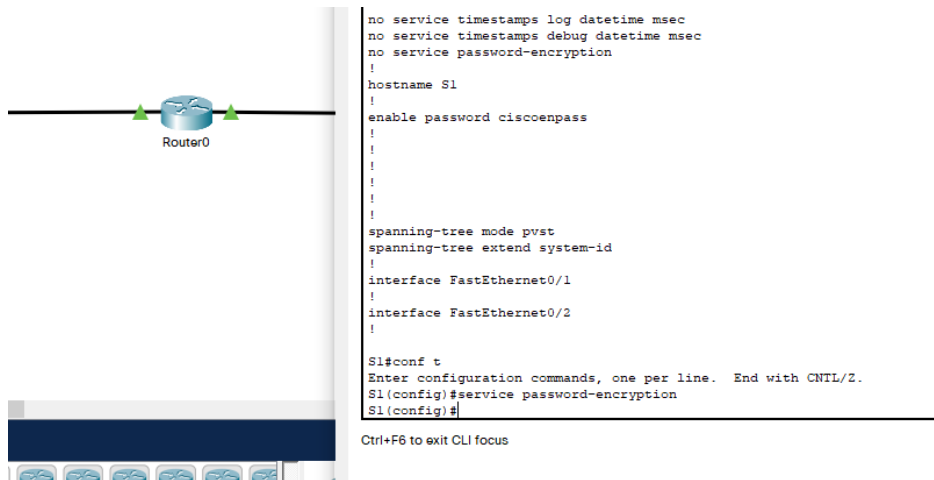 Router0
no service timestamps log datetime msec
no service timestamps debug datetime msec
no service password-encryption
!
hostname S1
!
enable password ciscoenpass
!
!
!
!
!
!
spanning-tree mode pvst
spanning-tree extend system-id
!
interface FastEthernet0/1
!
interface FastEthernet0/2
!
S1#conf t
Enter configuration commands, one per line.  End with CNTL/Z.
S1(config)#service password-encryption
S1(config)#
Ctrl+F6 to exit CLI focus